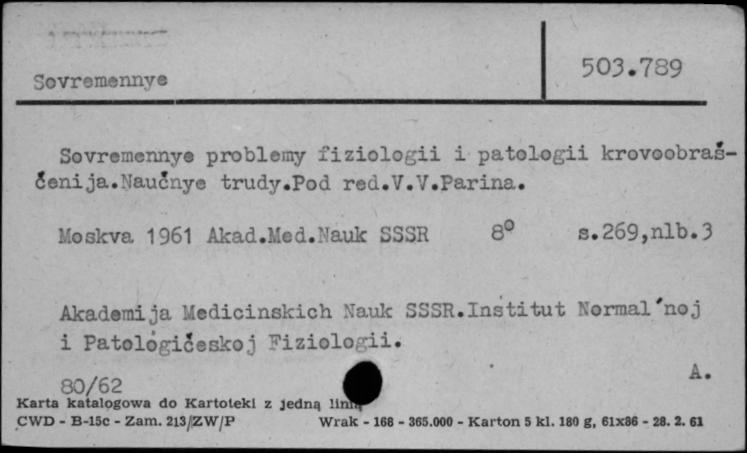 Sovremennye
503.789
Sovremennye problemy fiziologii i patologii krovoobraš-
čenija.Naučnye trudy.Pod red.V.V.Parina.
Moskva 1961 Akad.Med.Nauk SSSR 8° s.269,nlb.3
Akademija Medicinskich Nauk SSSR.Institut Normal'noj
i Patologičeskoj Fiziologii.
A.
80/62
Karta katalogowa do Kartoteki z jedną linią
CWD - B-15c - Zam. 213/ZW/P Wrak - 168 - 365.000 - Karton 5 kl. 180 g, 61x86 - 28. 2. 61